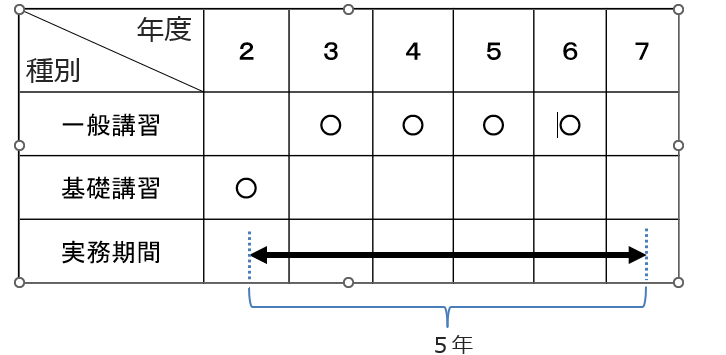 年度
種別
2 3 4 5 6 7
一般講習 ○ ○ ○ ○
基礎講習 ○
実務期間
5年